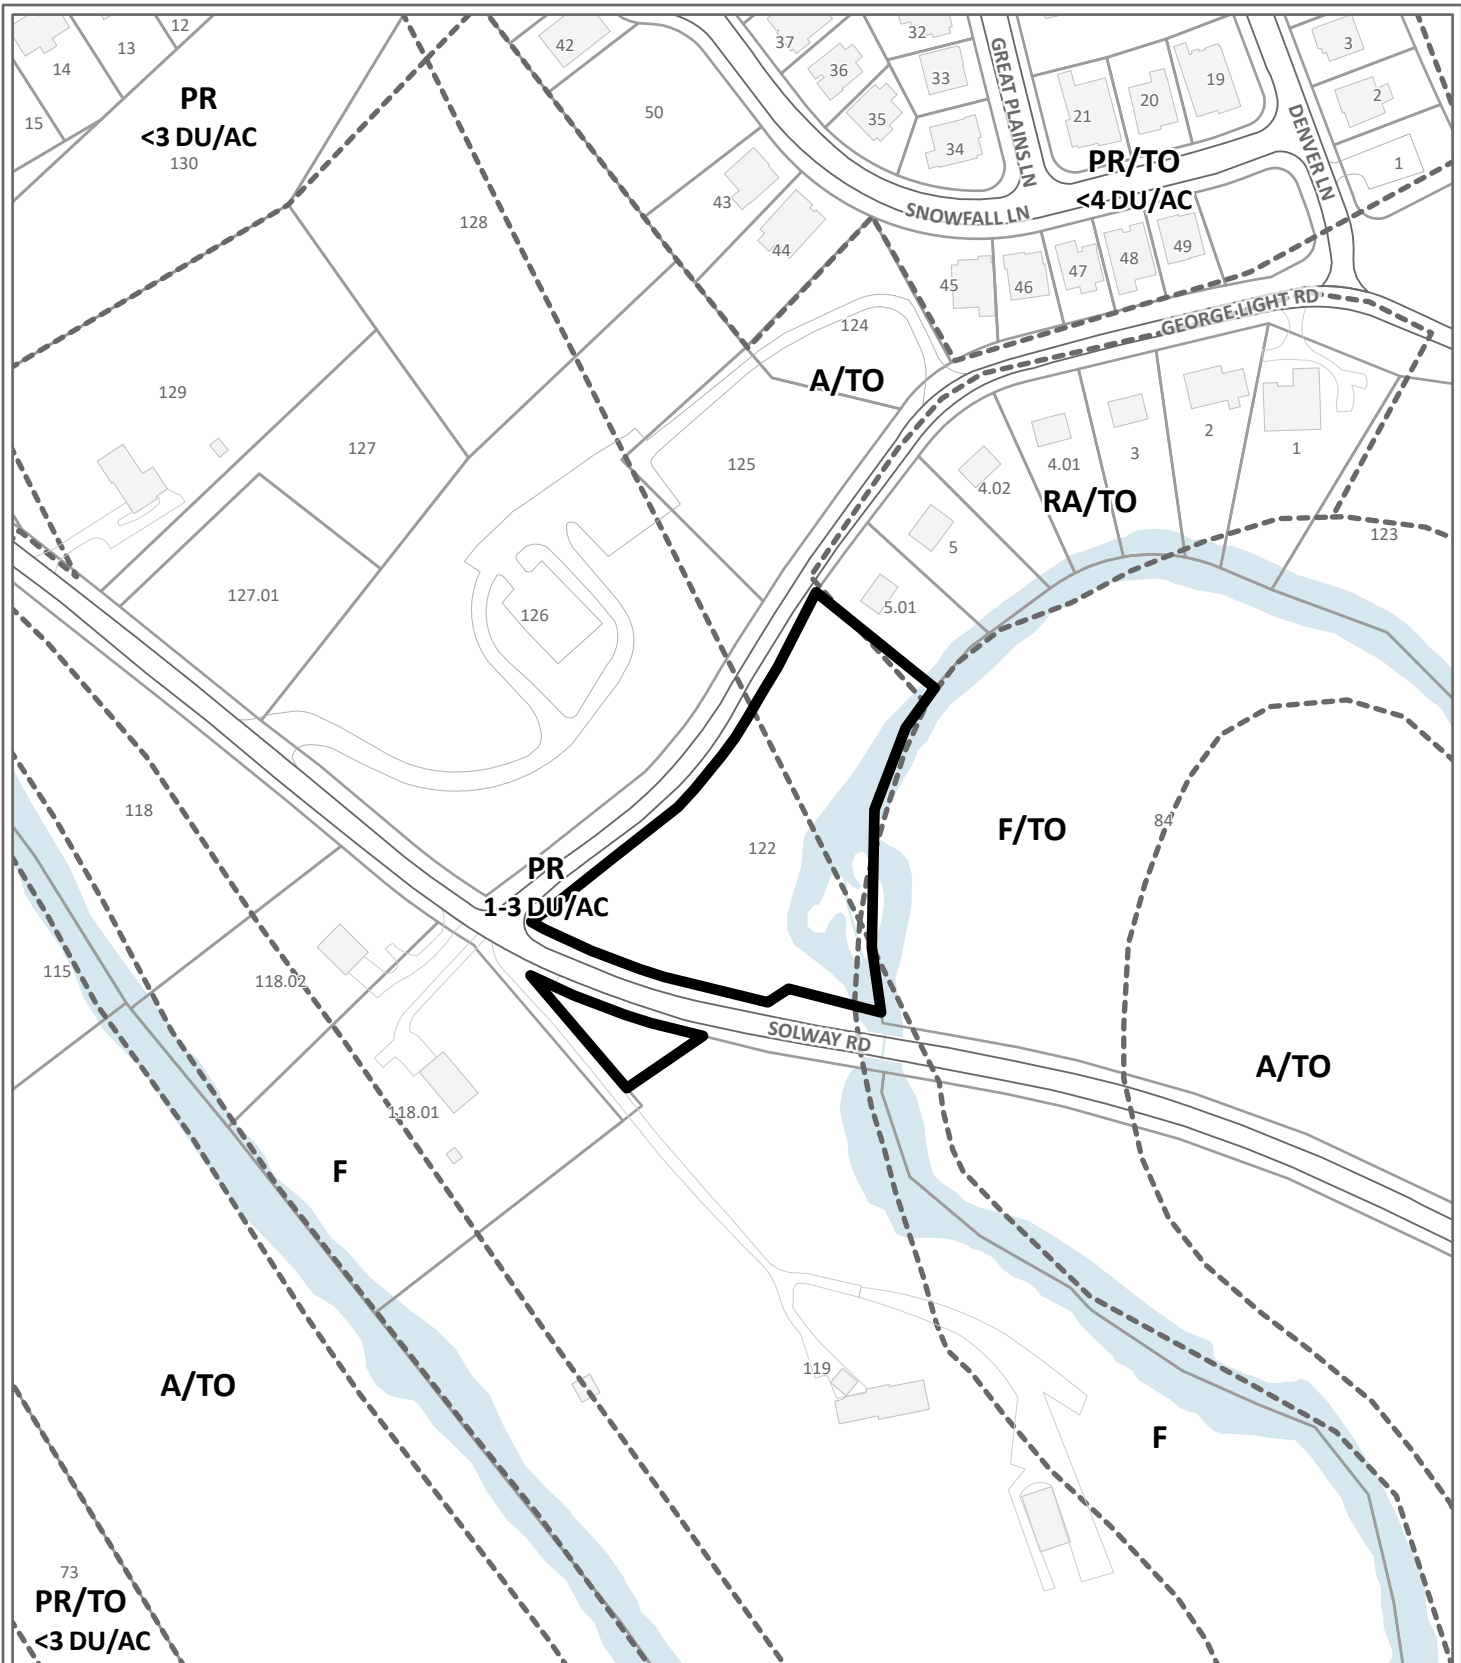 12
13
14
15
PR
<3 DU/AC
130
42
50
37
36
35
32
33
34
GREAT PLAINS LN
21
20
19
3
2
1
DENVER LN
PR/TO
<4 DU/AC
SNOWFALL LN
43
44
128
45
46
47
48
49
GEORGE LIGHT RD
124
A/TO
129
127
125
4.02
4.01
3
2
1
RA/TO
123
5
5.01
127.01
126
118
122
F/TO
84
PR
1-3 DU/AC
115
118.02
SOLWAY RD
A/TO
118.01
F
A/TO
119
F
73
PR/TO
<3 DU/AC